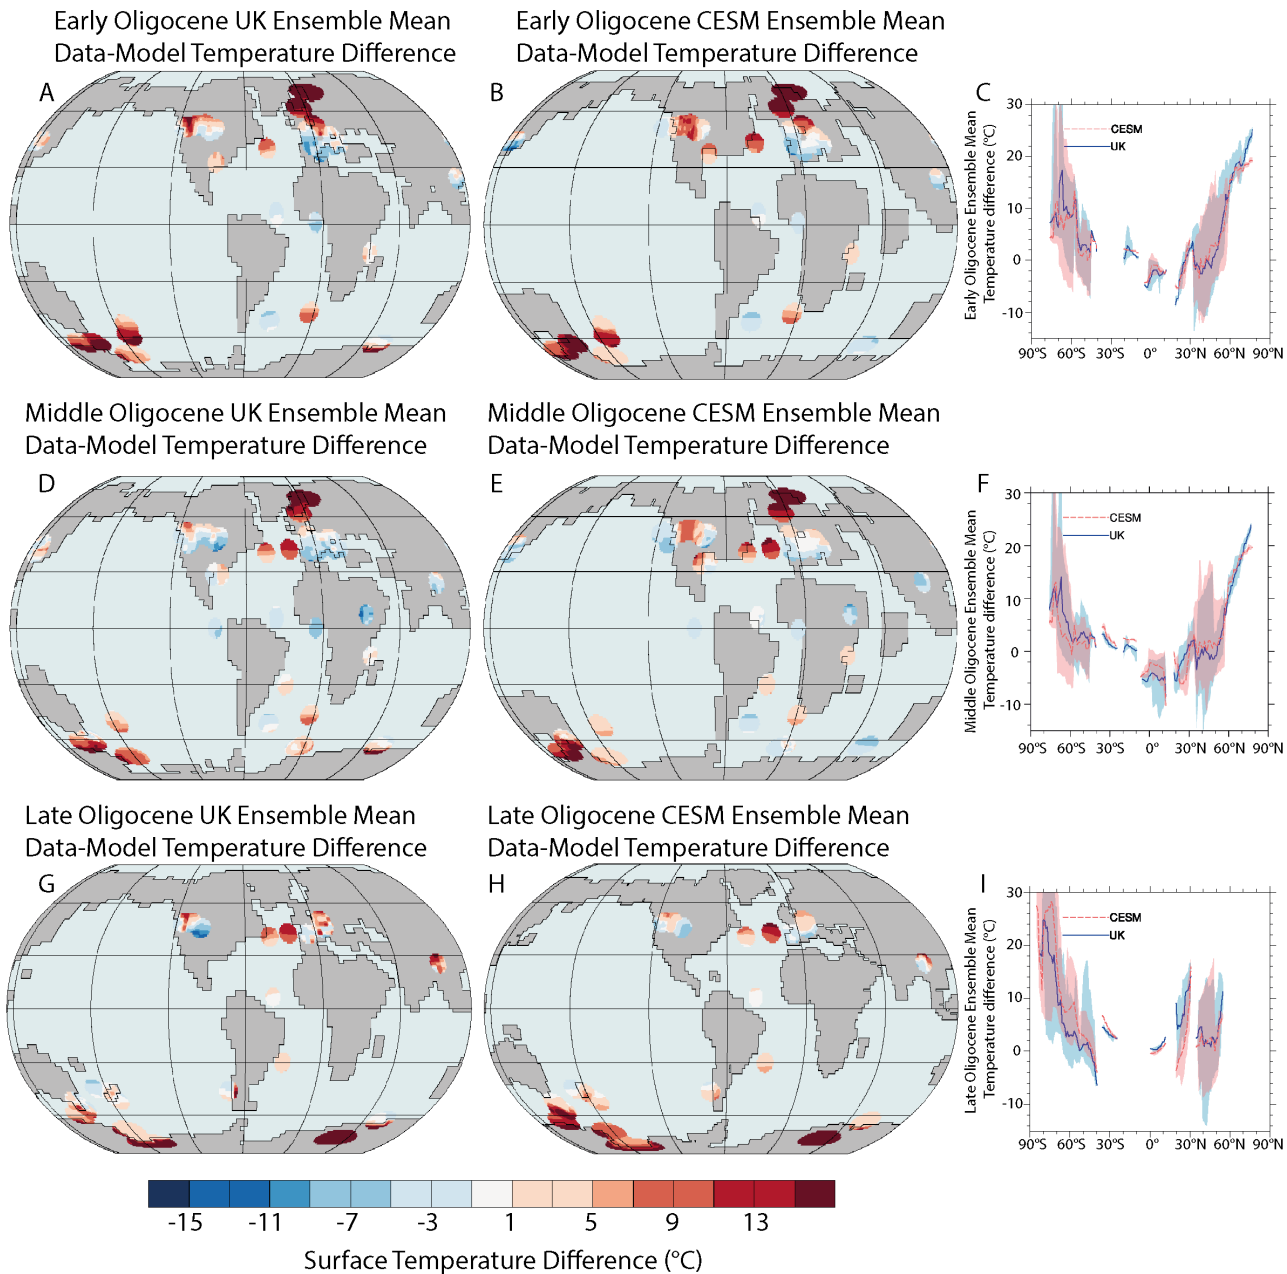 Early Oligocene UK Ensemble Mean
Data-Model Temperature Difference
Early Oligocene CESM Ensemble Mean
Data-Model Temperature Difference
A
B
C
Early Oligocene Ensemble Mean
Temperature difference (°C)
30
20
10
0
-10
CESM
UK
90°S 60°S 30°S 0° 30°N 60°N 90°N
Middle Oligocene UK Ensemble Mean
Data-Model Temperature Difference
Middle Oligocene CESM Ensemble Mean
Data-Model Temperature Difference
D
E
F
Middle Oligocene Ensemble Mean
Temperature difference (°C)
30
20
10
0
-10
CESM
UK
90°S 60°S 30°S 0° 30°N 60°N 90°N
Late Oligocene UK Ensemble Mean
Data-Model Temperature Difference
Late Oligocene CESM Ensemble Mean
Data-Model Temperature Difference
G
H
I
Late Oligocene Ensemble Mean
Temperature difference (°C)
30
20
10
0
-10
CESM
UK
90°S 60°S 30°S 0° 30°N 60°N 90°N
-15 -11 -7 -3 1 5 9 13
Surface Temperature Difference (°C)